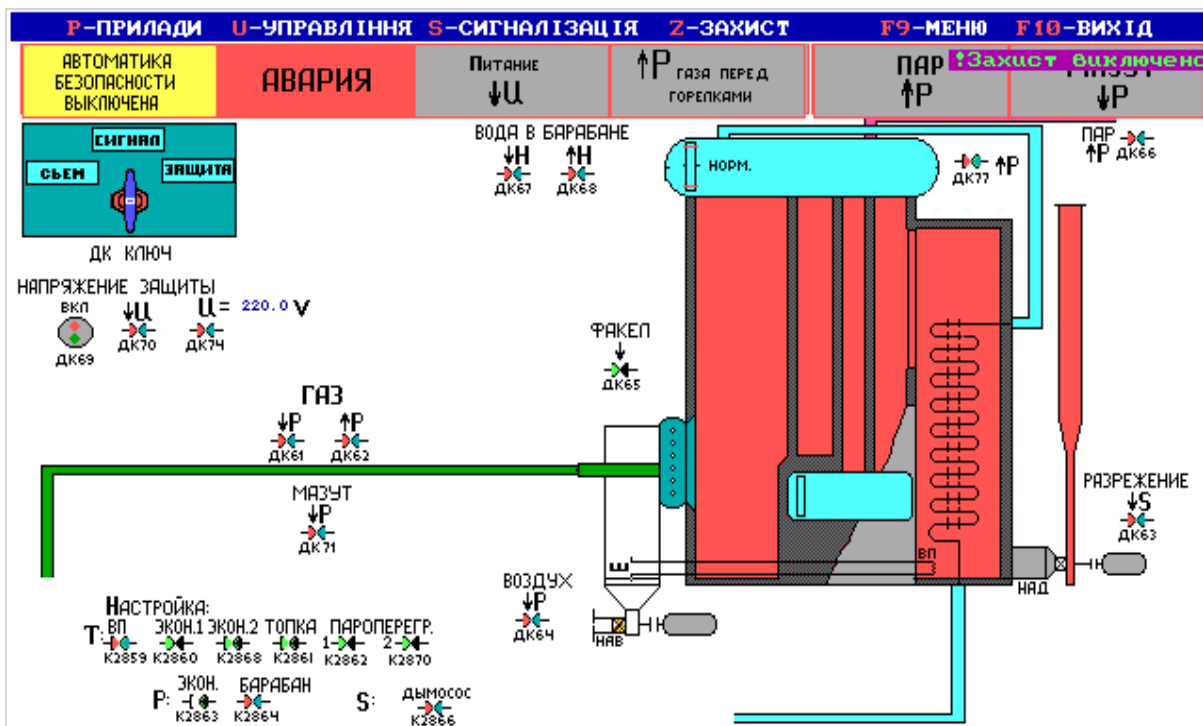 P-ПРИЛАДИ U-УПРАВЛІННЯ S-СИГНАЛІЗАЦІЯ Z-ЗАХИСТ F9-МЕНЮ F10-ВИХІД
АВТОМАТИКА
БЕЗОПАСНОСТИ
ВЫКЛЮЧЕНА
АВАРИЯ
Питание
↓U
↑P ГАЗА ПЕРЕД
ГОРЕЛКАМИ
ПАР
↑P
!Захист виключено
↓P
СИГНАЛ
СЬЕМ
ЗАЩИТА
ДК КЛЮЧ
ВОДА В БАРАБАНЕ
↓H ↑H
ДК67 ДК68
НОРМ.
ДК77 ↑P
ПАР
↑P ДК66
НАПРЯЖЕНИЕ ЗАЩИТЫ
ВКЛ ↓U U= 220.0 V
ДК69 ДК70 ДК74
ФАКЕЛ
ДК65
ГАЗ
↓P ↑P
ДК61 ДК62
МАЗУТ
↓P
ДК71
РАЗРЕЖЕНИЕ
↓S
ДК63
ВП
НАД
ВОЗДУХ
↓P
ДК64
НАВ
НАСТРОЙКА:
Т: ВП ЭКОН.1 ЭКОН.2 ТОПКА ПАРОПЕРЕГР.
1- 2-
К2859 К2860 К2868 К2861 К2862 К2870
P: ЭКОН. БАРАБАН S: ДЫМОСОС
К2863 К2864 К2866